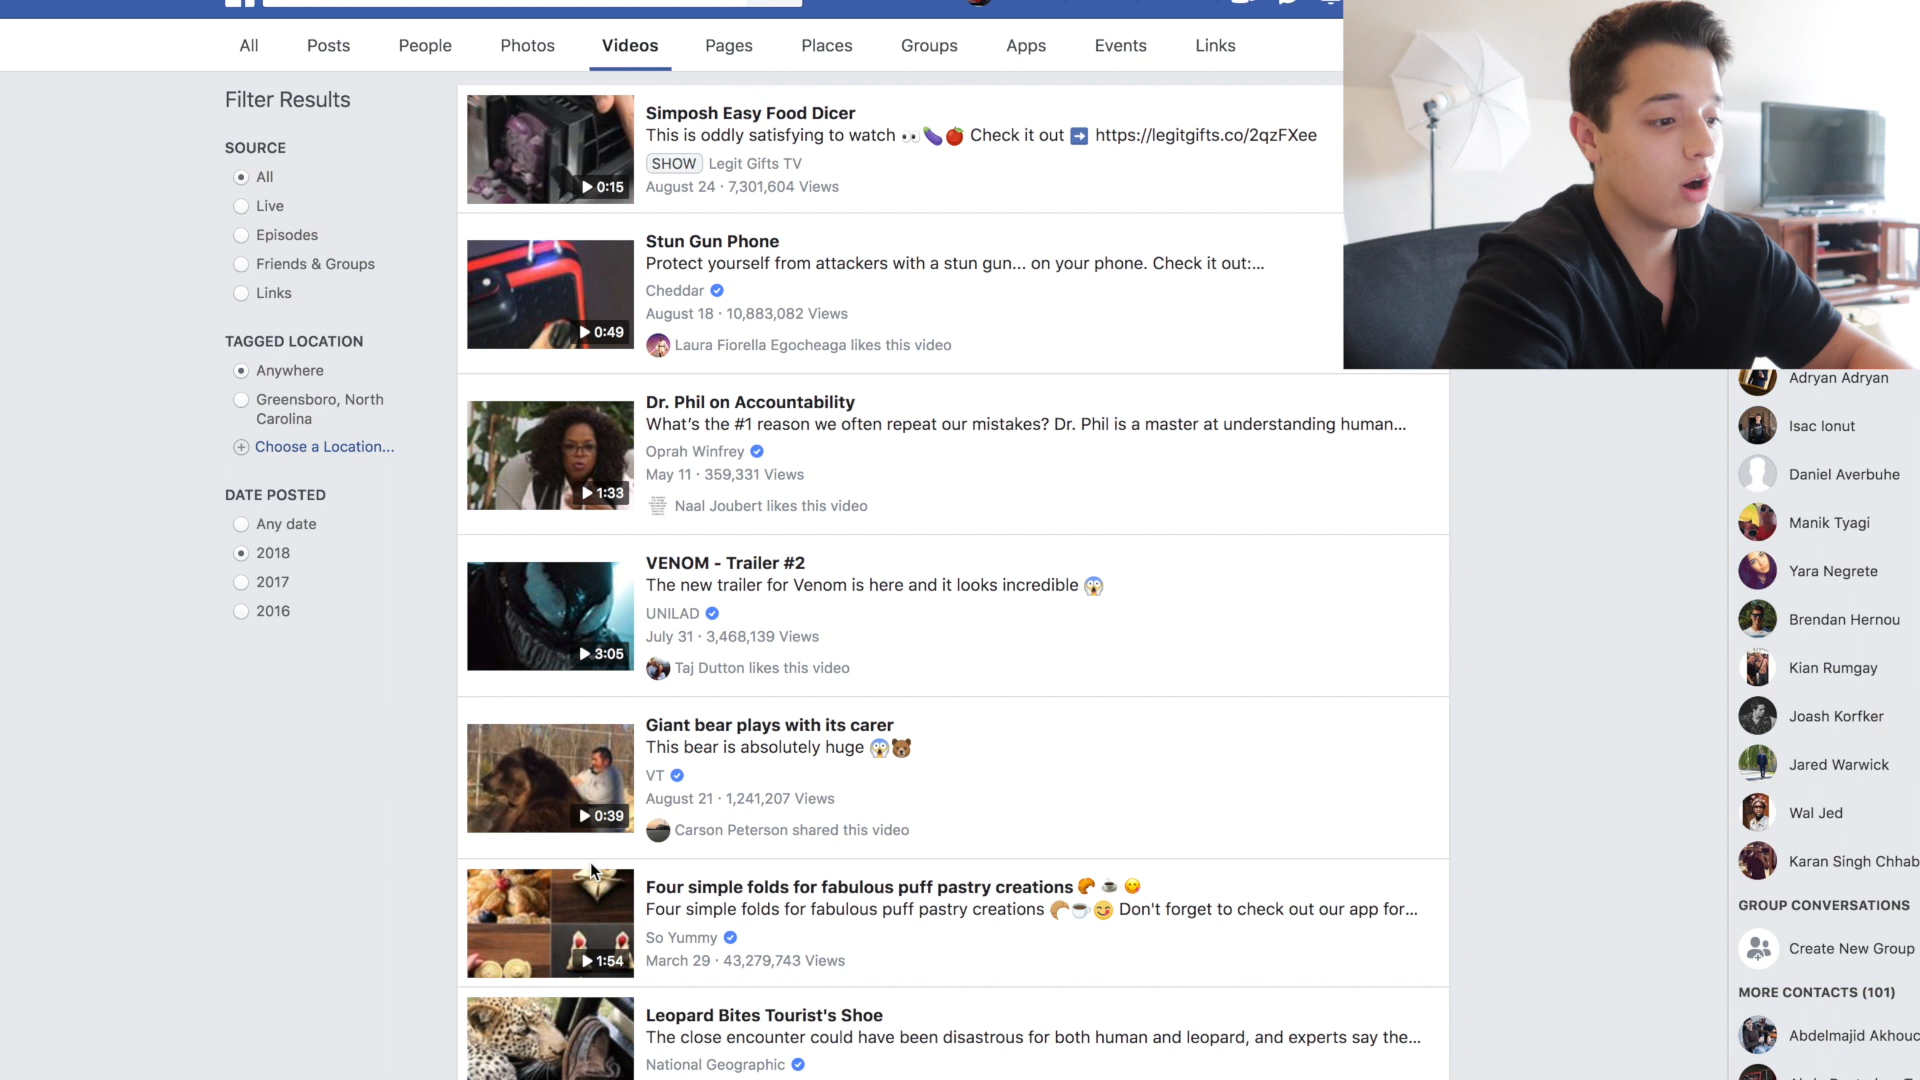 All
Posts
People
Photos
Videos
Pages
Places
Groups
Apps
Events
Links
Filter Results
SOURCE
All
Live
Episodes
Friends & Groups
Links
TAGGED LOCATION
Anywhere
Greensboro, North
Carolina
Choose a Location...
DATE POSTED
Any date
2018
2017
2016
0:15
Simposh Easy Food Dicer
This is oddly satisfying to watch 👀🍆🍅 Check it out ➡️ https://legitgifts.co/2qzFXee
SHOW Legit Gifts TV
August 24 · 7,301,604 Views
0:49
Stun Gun Phone
Protect yourself from attackers with a stun gun... on your phone. Check it out:...
Cheddar
August 18 · 10,883,082 Views
Laura Fiorella Egocheaga likes this video
1:33
Dr. Phil on Accountability
What's the #1 reason we often repeat our mistakes? Dr. Phil is a master at understanding human...
Oprah Winfrey
May 11 · 359,331 Views
Naal Joubert likes this video
3:05
VENOM - Trailer #2
The new trailer for Venom is here and it looks incredible 😱
UNILAD
July 31 · 3,468,139 Views
Taj Dutton likes this video
0:39
Giant bear plays with its carer
This bear is absolutely huge 😱🐻
VT
August 21 · 1,241,207 Views
Carson Peterson shared this video
1:54
Four simple folds for fabulous puff pastry creations 🥐 ☕ 😋
Four simple folds for fabulous puff pastry creations 🥐☕😋 Don't forget to check out our app for...
So Yummy
March 29 · 43,279,743 Views
Leopard Bites Tourist's Shoe
The close encounter could have been disastrous for both human and leopard, and experts say the...
National Geographic
Adryan Adryan
Isac Ionut
Daniel Averbuhe
Manik Tyagi
Yara Negrete
Brendan Hernou
Kian Rumgay
Joash Korfker
Jared Warwick
Wal Jed
Karan Singh Chhab
GROUP CONVERSATIONS
Create New Group
MORE CONTACTS (101)
Abdelmajid Akhouc